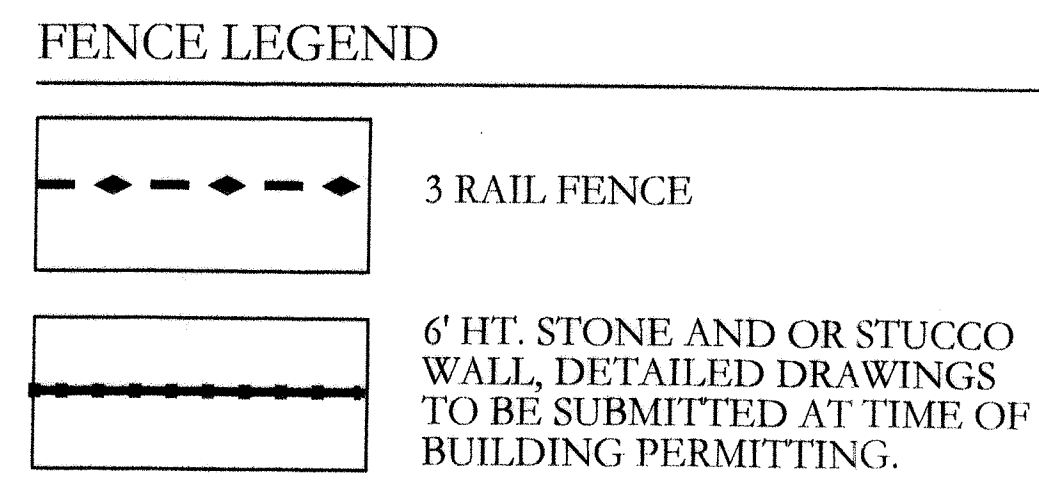 FENCE LEGEND
3 RAIL FENCE
6' HT. STONE AND OR STUCCO
WALL, DETAILED DRAWINGS
TO BE SUBMITTED AT TIME OF
BUILDING PERMITTING.